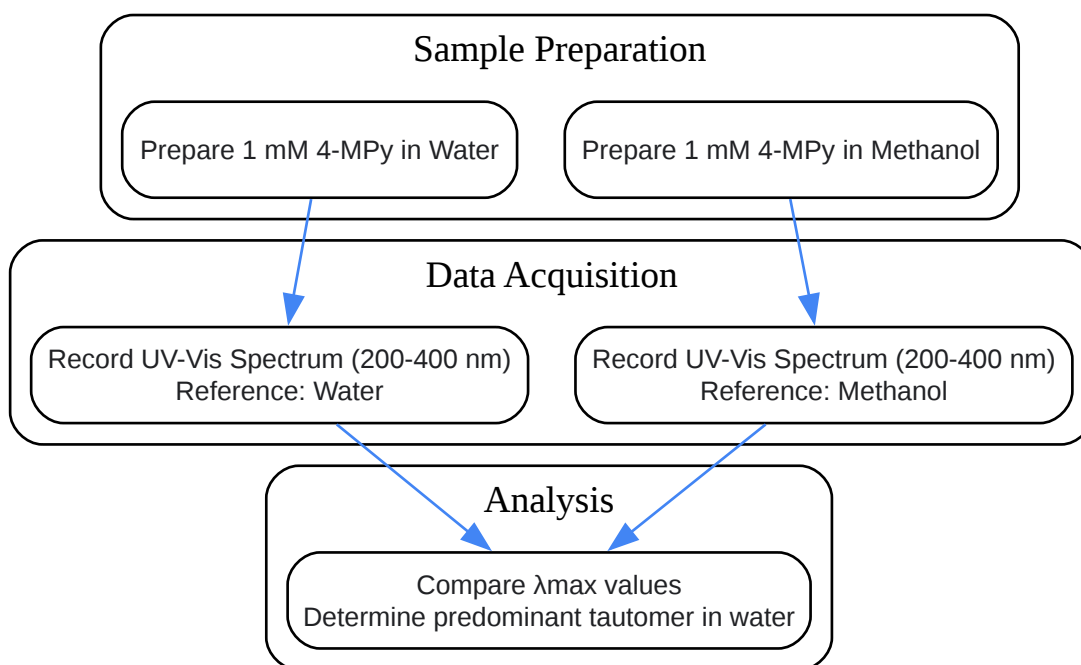 Sample Preparation
Prepare 1 mM 4-MPy in Water
Prepare 1 mM 4-MPy in Methanol
Data Acquisition
Record UV-Vis Spectrum (200-400 nm)
Reference: Water
Record UV-Vis Spectrum (200-400 nm)
Reference: Methanol
Analysis
Compare λmax values
Determine predominant tautomer in water